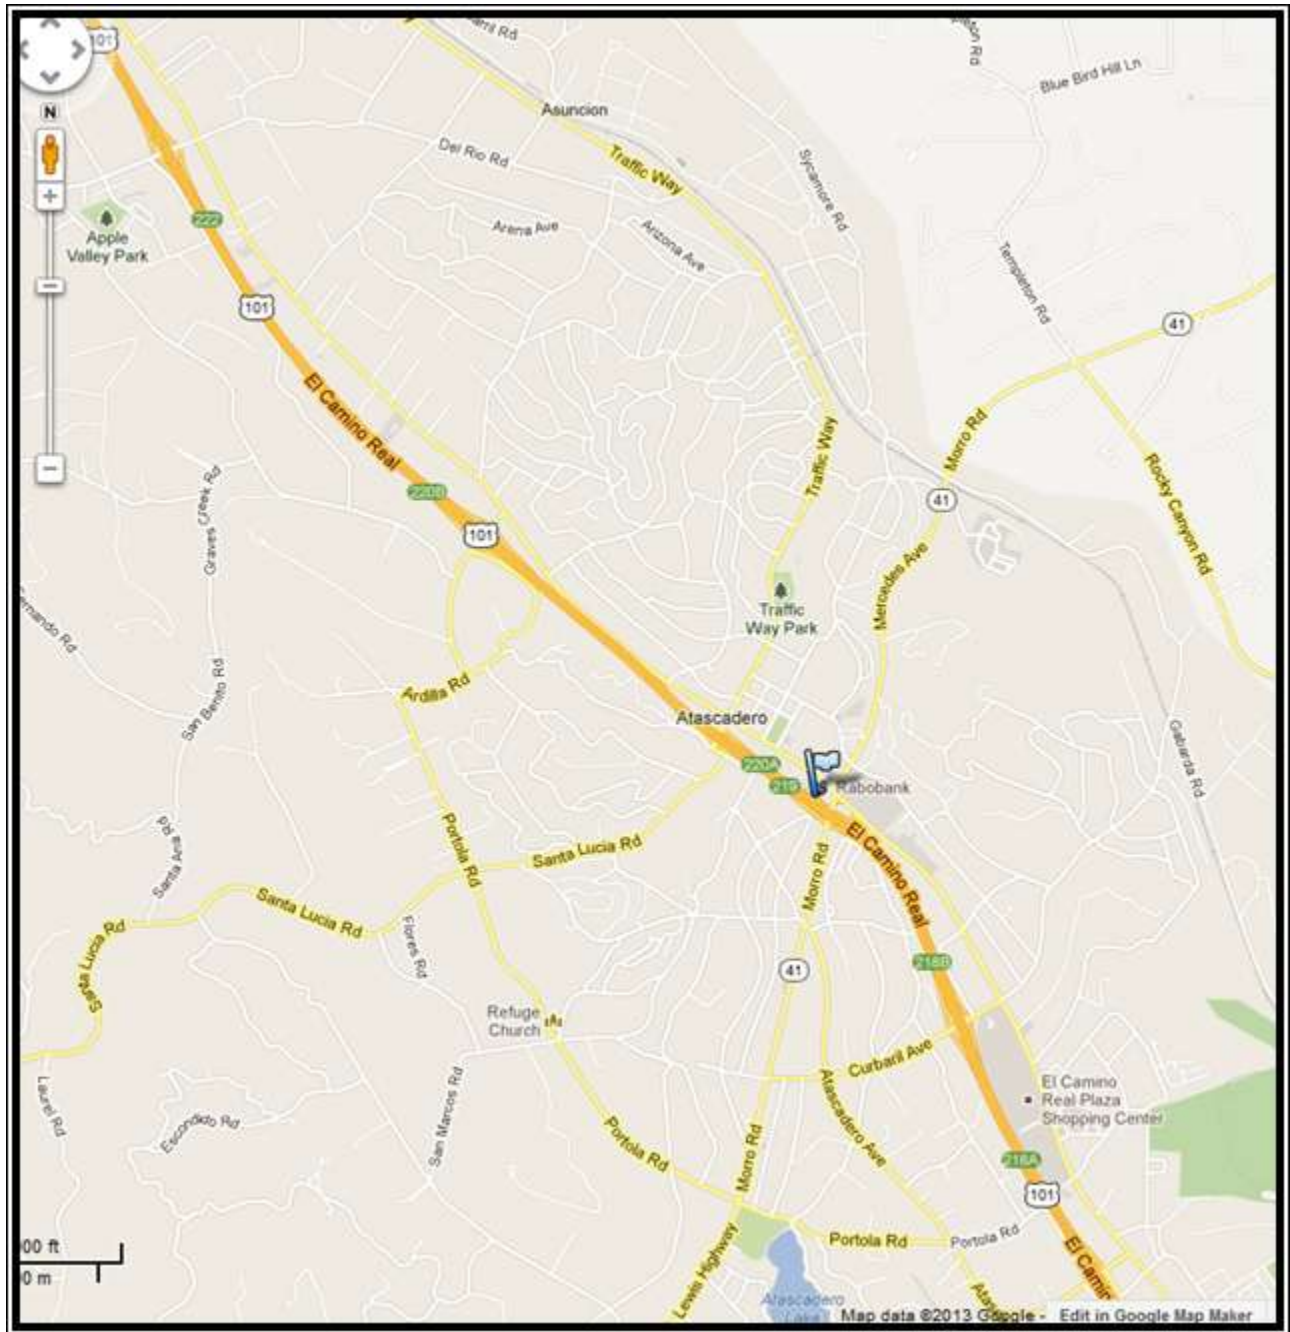 101
Blue Bird Hill Ln
N
Asuncion
Del Rio Rd
Traffic Way
Sycamore Rd
222
Arena Ave
Arizona Ave
Apple
Valley Park
Templeton Rd
101
41
El Camino Real
Morro Rd
Traffic Way
220B
41
Rocky Canyon Rd
Graves Creek Rd
101
Mercedes Ave
Traffic
Way Park
San Benito Rd
Ardilla Rd
Atascadero
Gabarda Rd
220A
219
Rabobank
Portola Rd
Santa Lucia Rd
Morro Rd
El Camino Real
Santa Ana Rd
Santa Lucia Rd
Santa Lucia Rd
Flores Rd
41
218B
Refuge
Church
Curbaril Ave
El Camino
Real Plaza
Shopping Center
Laurel Rd
Escondido Rd
San Marcos Rd
Atascadero Ave
Portola Rd
Morro Rd
218A
101
Portola Rd
Portola Rd
00 ft
0 m
Lewis Highway
El Camin
Atascadero
Map data ©2013 Google - Edit in Google Map Maker